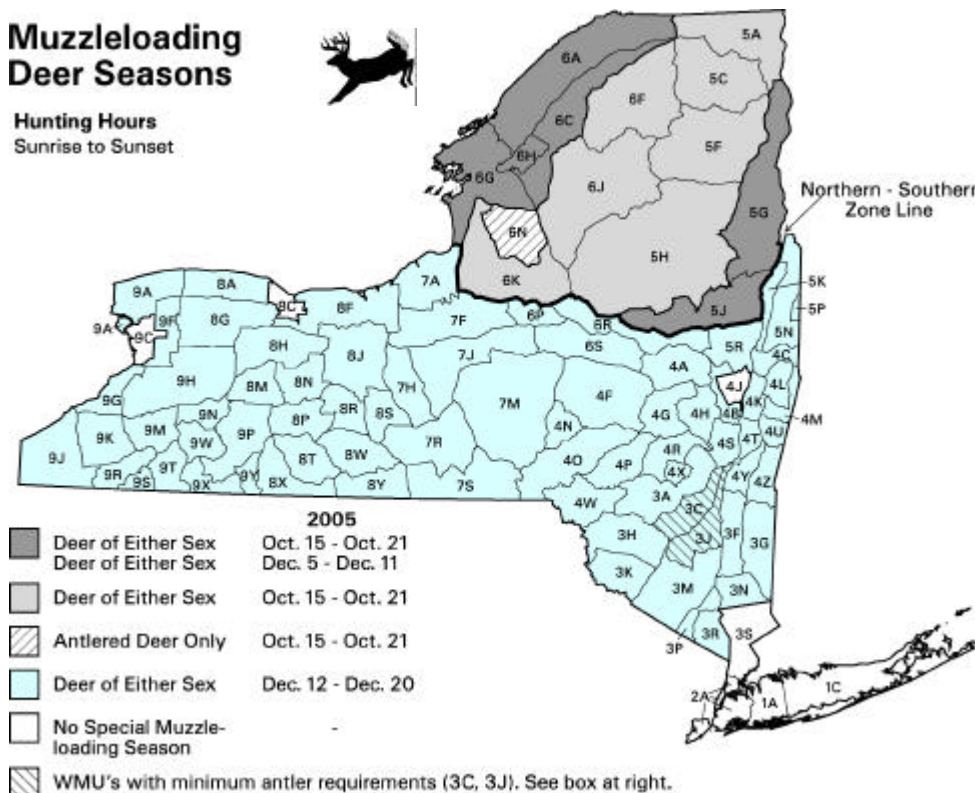 Muzzleloading
Deer Seasons
Hunting Hours
Sunrise to Sunset
Northern - Southern
Zone Line
5A
6A
5C
6F
6C
5F
6H
6G
6J
5G
6N
5H
6K
5J
5K
5P
5N
7A
9A
8A
8C
8F
9A
9F
9C
8G
7F
6P
6R
6S
5R
4C
8H
8J
7J
4A
4J
4L
4K
9H
8M
8N
7H
7M
4F
4G
4H
4B
4M
9G
9N
8P
8R
8S
4N
4S
4T
4U
9K
9M
9W
9P
7R
4R
9J
9R
9S
9T
9X
9Y
8T
8W
8X
8Y
7S
4O
4P
4X
4Y
4Z
4W
3A
3C
3H
3J
3F
3G
3K
3M
3N
3R
3S
3P
2A
1A
1C
2005
Deer of Either Sex Oct. 15 - Oct. 21
Deer of Either Sex Dec. 5 - Dec. 11
Deer of Either Sex Oct. 15 - Oct. 21
Antlered Deer Only Oct. 15 - Oct. 21
Deer of Either Sex Dec. 12 - Dec. 20
No Special Muzzle- -
loading Season
WMU's with minimum antler requirements (3C, 3J). See box at right.